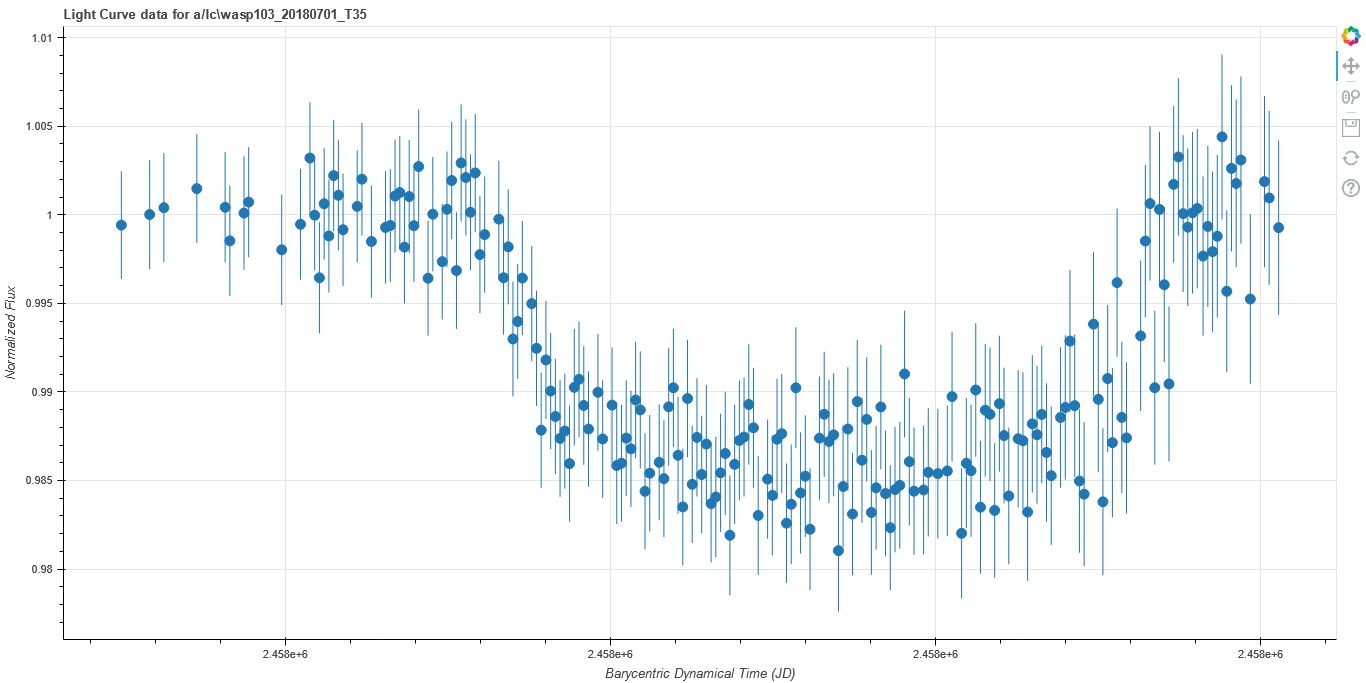 Light Curve data for a/lc\wasp103_20180701_T35
1.01
1.005
1
0.995
0.99
0.985
0.98
Normalized Flux
2.458e+6 2.458e+6 2.458e+6 2.458e+6
Barycentric Dynamical Time (JD)